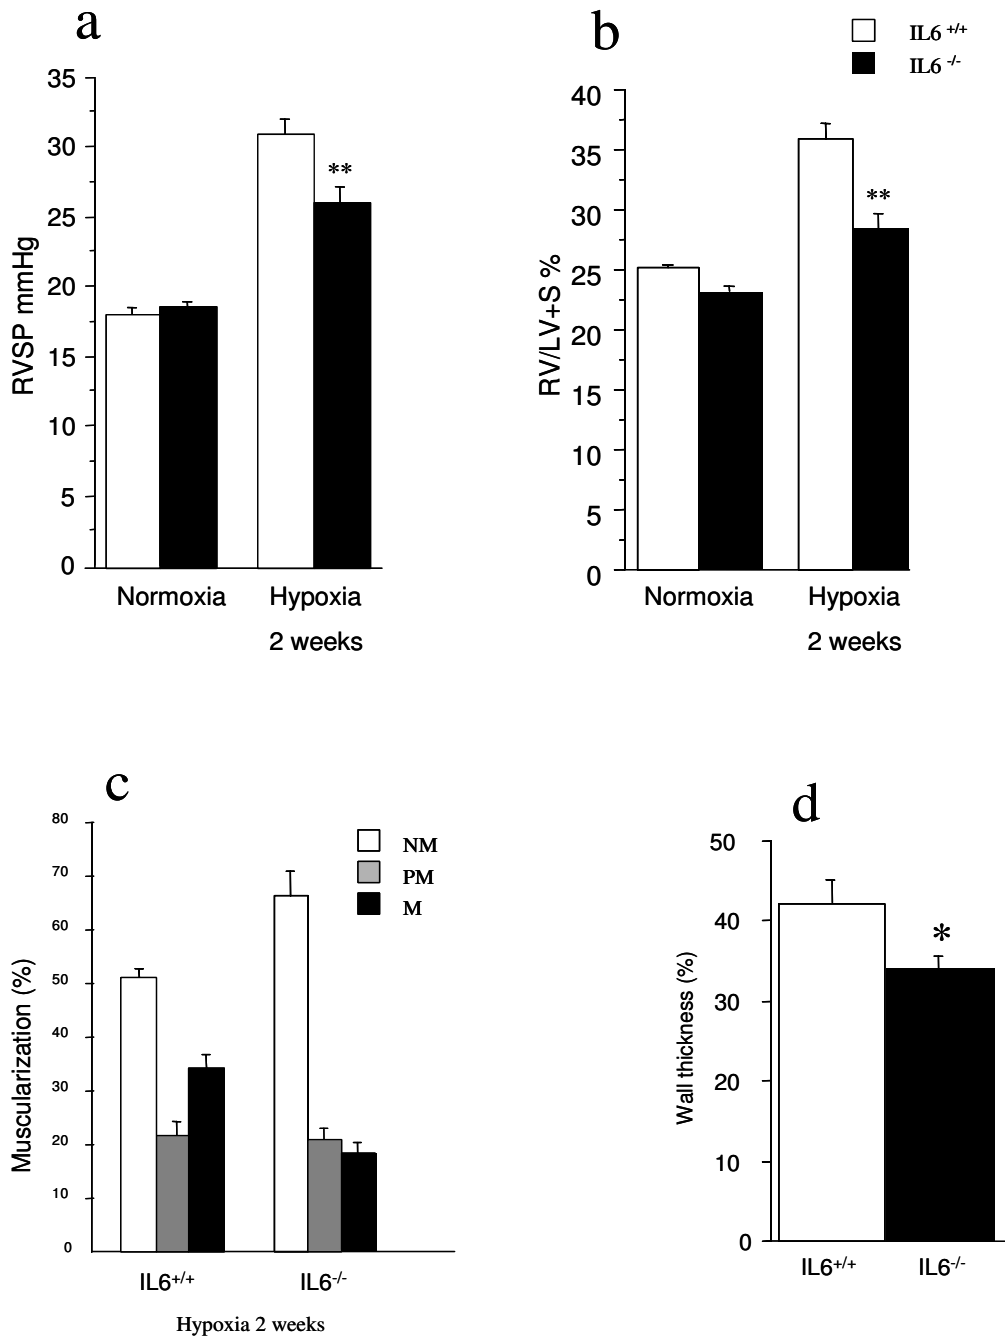 a
35
30
25
20
15
10
5
0
RVSP mmHg
**
Normoxia
Hypoxia
2 weeks
b
IL6 +/+
IL6 -/-
40
35
30
25
20
15
10
5
0
RV/LV+S %
**
Normoxia
Hypoxia
2 weeks
c
80
70
60
50
40
30
20
10
0
Muscularization (%)
NM
PM
M
IL6+/+
IL6-/-
Hypoxia 2 weeks
d
50
40
30
20
10
0
Wall thickness (%)
*
IL6+/+
IL6-/-